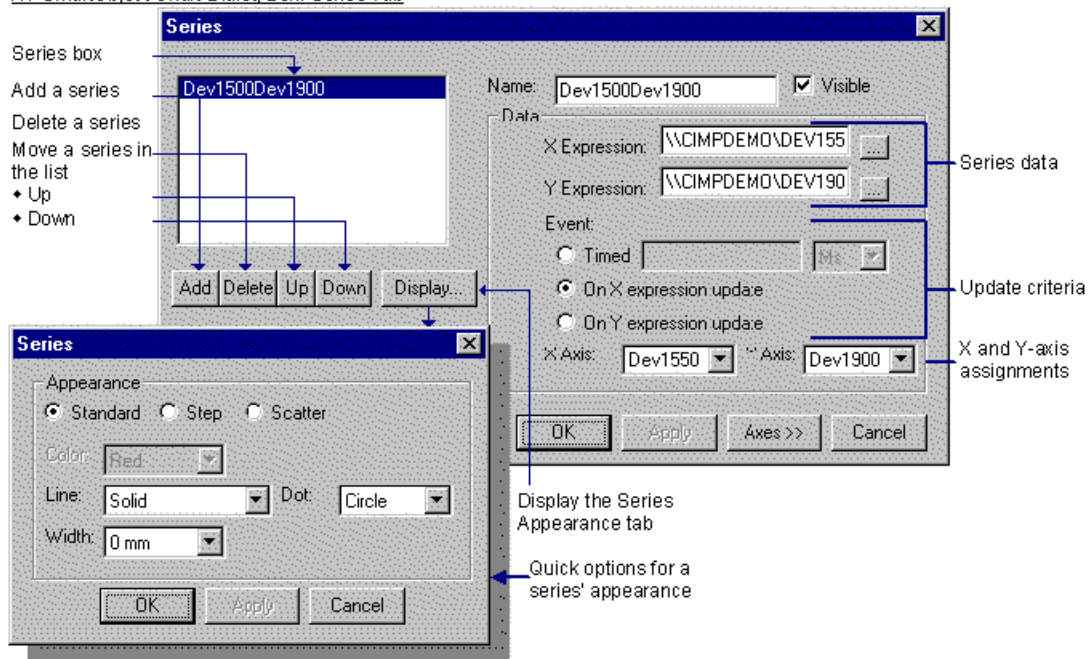 Series
Series box
Add a series
Delete a series
Move a series in
the list
♦ Up
♦ Down
Dev1500Dev1900
Add
Delete
Up
Down
Display...
Name: Dev1500Dev1900
Visible
Data
X Expression: \\CIMPDEMO\DEV155 ...
Y Expression: \\CIMPDEMO\DEV190 ...
Event:
Timed
Ms
On X expression update
On Y expression update
X Axis: Dev1550
Axis: Dev1900
OK
Apply
Axes >>
Cancel
Series data
Update criteria
X and Y-axis
assignments
Series
Appearance
Standard
Step
Scatter
Color: Red
Line: Solid
Dot: Circle
Width: 0 mm
OK
Apply
Cancel
Display the Series
Appearance tab
Quick options for a
series' appearance